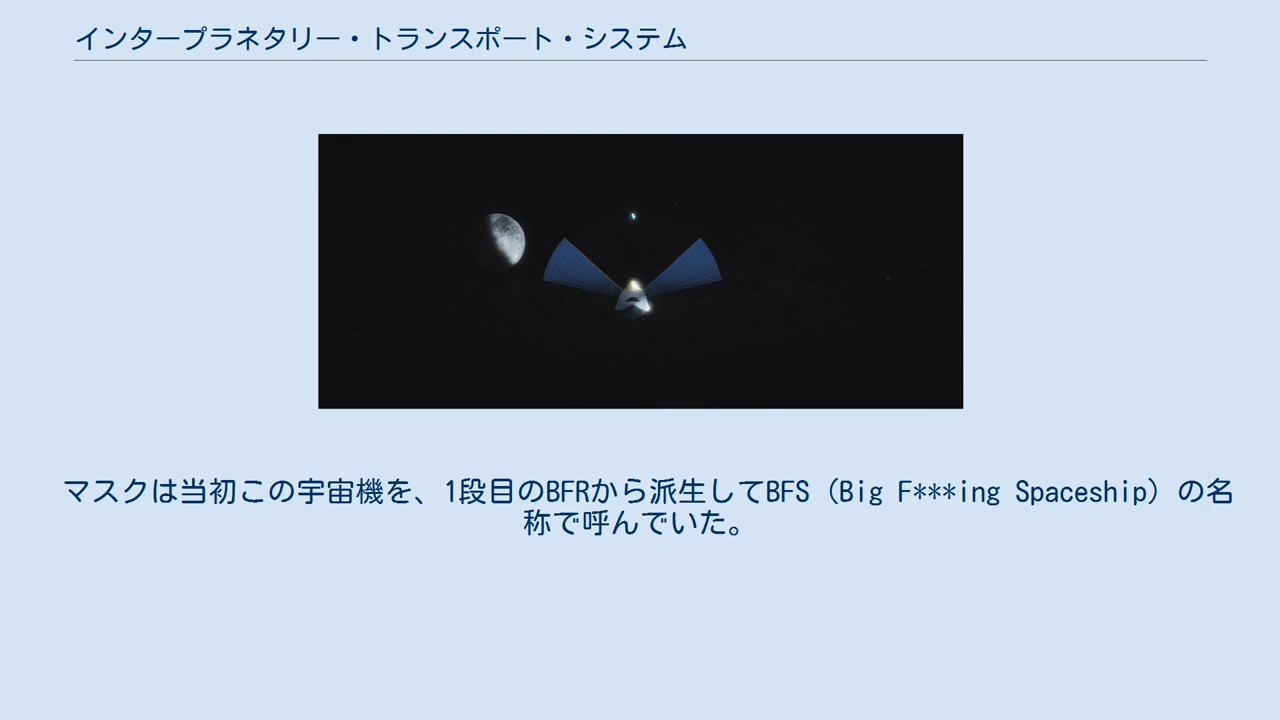 インタープラネタリー・トランスポート・システム
マスクは当初この宇宙機を、1段目のBFRから派生してBFS（Big F***ing Spaceship）の名
称で呼んでいた。